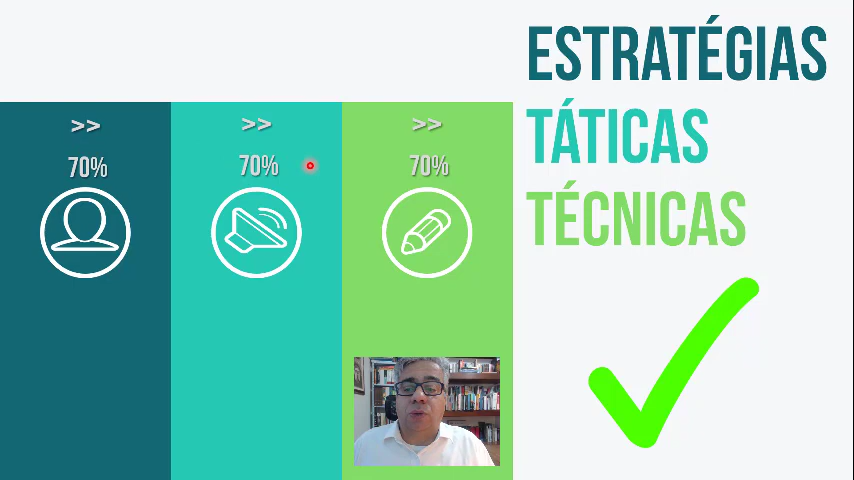 ESTRATÉGIAS
TÁTICAS
TÉCNICAS
>> >> >>
70% 70% 70%